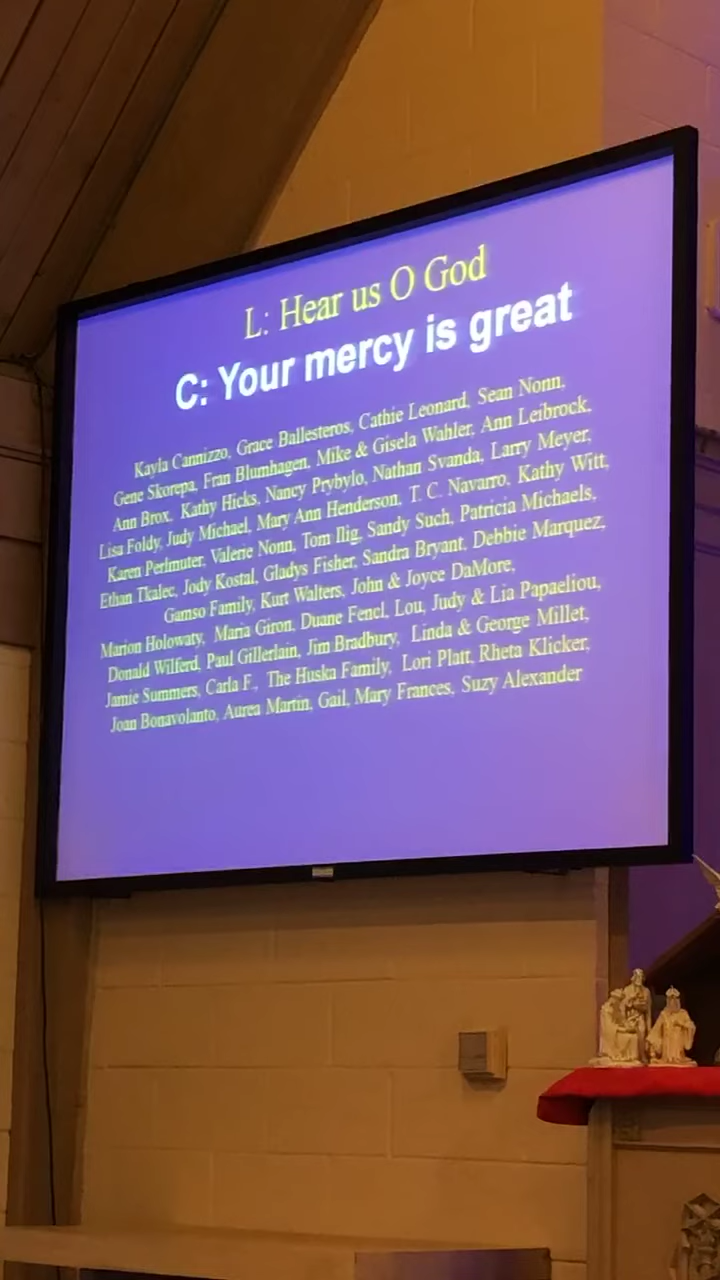 L: Hear us O God
C: Your mercy is great
Kayla Cannizzo, Grace Ballesteros, Cathie Leonard, Sean Nonn,
Gene Skorepa, Fran Blumhagen, Mike & Gisela Wahler, Ann Leibrock,
Ann Brox, Kathy Hicks, Nancy Prybylo, Nathan Svanda, Larry Meyer,
Lisa Foldy, Judy Michael, Mary Ann Henderson, T. C. Navarro, Kathy Witt,
Karen Perlmuter, Valerie Nonn, Tom Ilig, Sandy Such, Patricia Michaels,
Ethan Tkalec, Jody Kostal, Gladys Fisher, Sandra Bryant, Debbie Marquez,
Ganso Family, Kurt Walters, John & Joyce DaMore,
Marion Holowaty, Maria Giron, Duane Fencl, Lou, Judy & Lia Papaeliou,
Donald Wilferd, Paul Gillerlain, Jim Bradbury, Linda & George Millet,
Jamie Summers, Carla F., The Huska Family, Lori Platt, Rheta Klicker,
Joan Bonavolanto, Aurea Martin, Gail, Mary Frances, Suzy Alexander